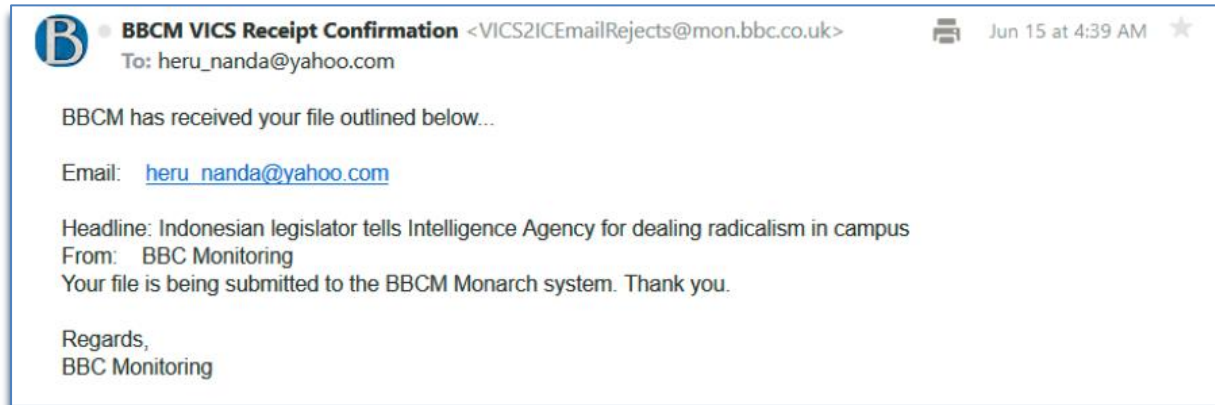 B
BBCM VICS Receipt Confirmation <VICS2ICEmailRejects@mon.bbc.co.uk> Jun 15 at 4:39 AM
To: heru_nanda@yahoo.com
BBCM has received your file outlined below...
Email: heru_nanda@yahoo.com
Headline: Indonesian legislator tells Intelligence Agency for dealing radicalism in campus
From: BBC Monitoring
Your file is being submitted to the BBCM Monarch system. Thank you.
Regards,
BBC Monitoring